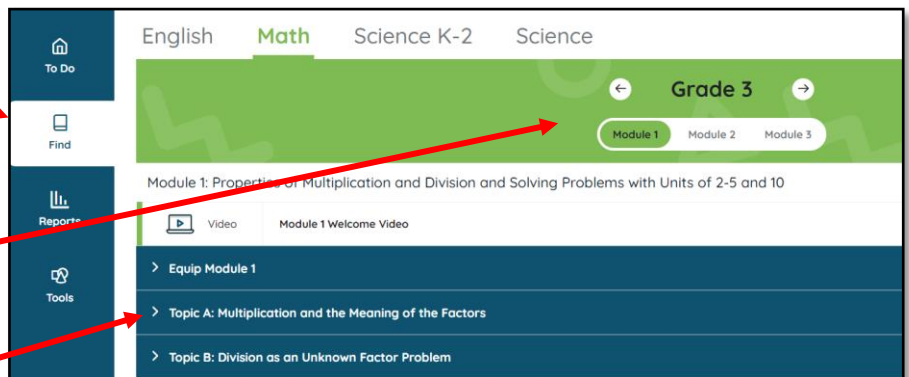 To Do
Find
Reports
Tools
English Math Science K-2 Science
Grade 3
Module 1 Module 2 Module 3
Module 1: Properties of Multiplication and Division and Solving Problems with Units of 2-5 and 10
Video Module 1 Welcome Video
> Equip Module 1
> Topic A: Multiplication and the Meaning of the Factors
> Topic B: Division as an Unknown Factor Problem